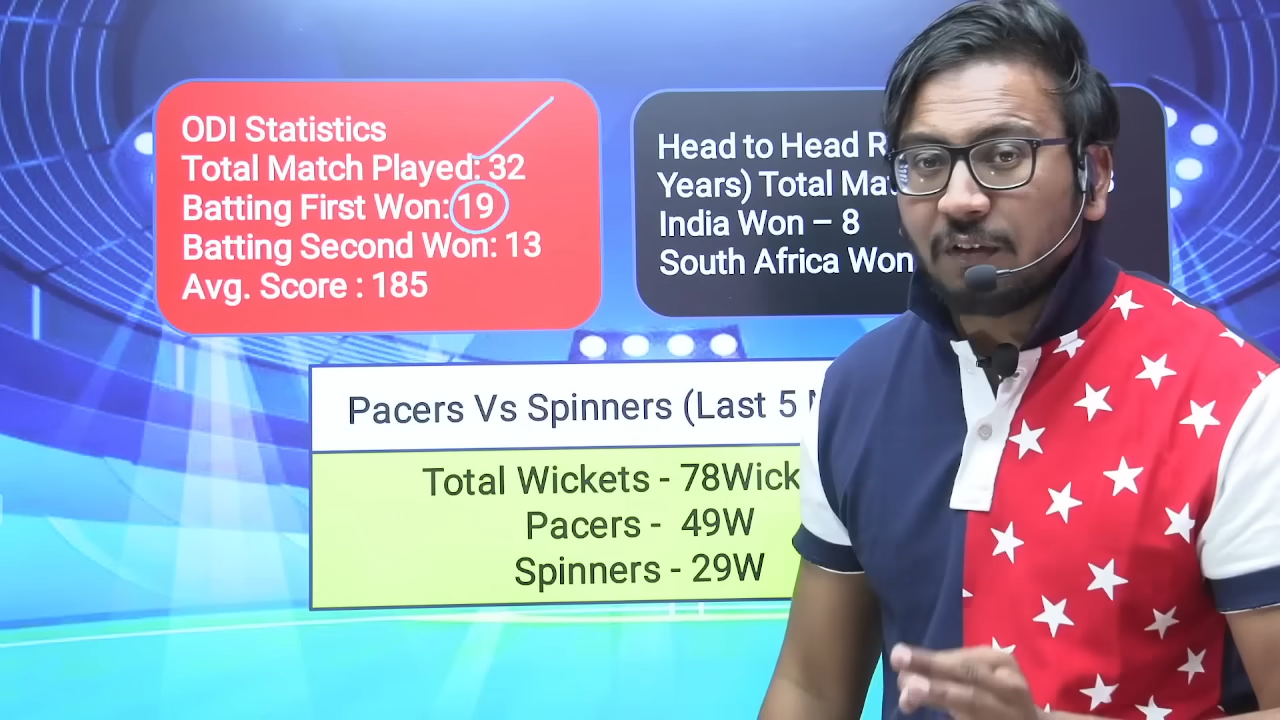 ODI Statistics
Total Match Played: 32
Batting First Won: 19
Batting Second Won: 13
Avg. Score : 185
Head to Head
Years) Total
India Won – 8
South Africa Won
Pacers Vs Spinners (Last 5
Total Wickets - 78Wick
Pacers - 49W
Spinners - 29W